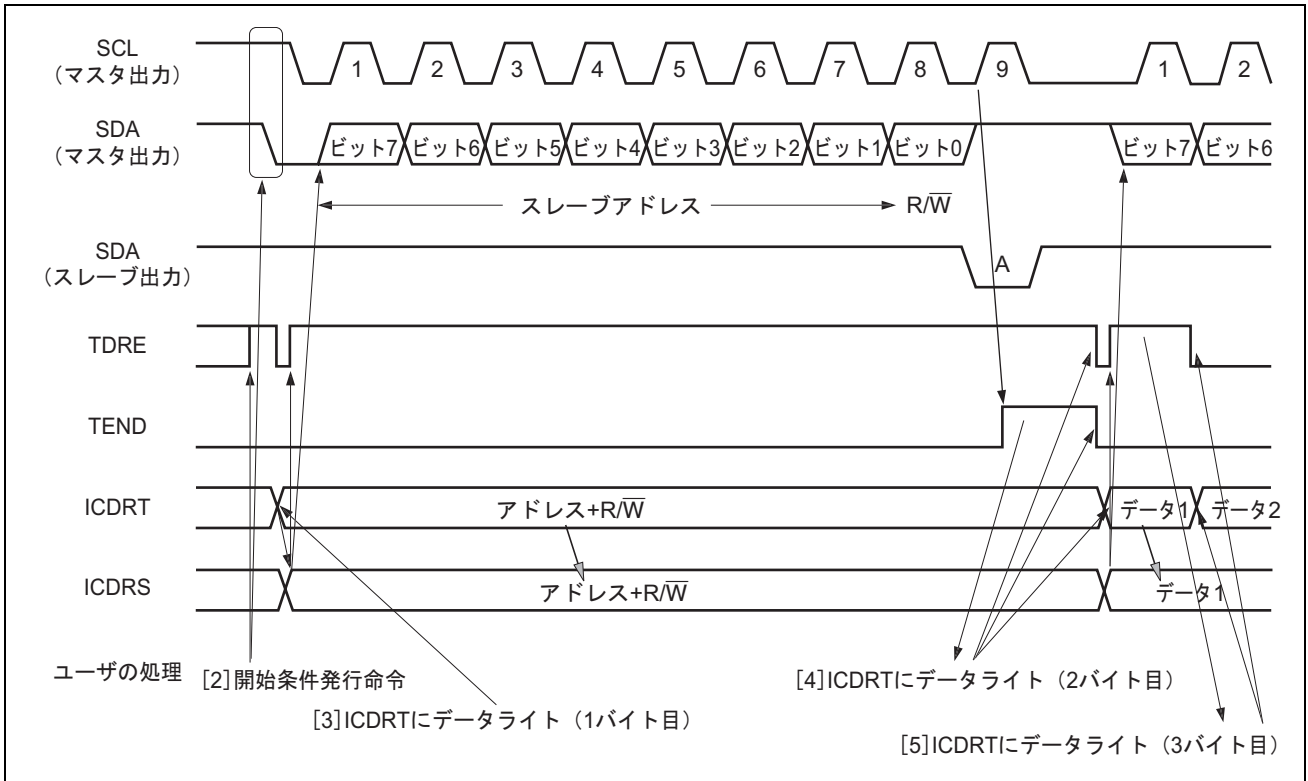 SCL
（マスタ出力）
1 2 3 4 5 6 7 8 9 1 2
SDA
（マスタ出力）
ビット7 ビット6 ビット5 ビット4 ビット3 ビット2 ビット1 ビット0 ビット7 ビット6
スレーブアドレス R/W̅
SDA
（スレーブ出力）
A
TDRE
TEND
ICDRT
アドレス+R/W̅ データ1 データ2
ICDRS
アドレス+R/W̅ データ1
ユーザの処理
[2]開始条件発行命令
[4]ICDRTにデータライト（2バイト目）
[3]ICDRTにデータライト（1バイト目）
[5]ICDRTにデータライト（3バイト目）